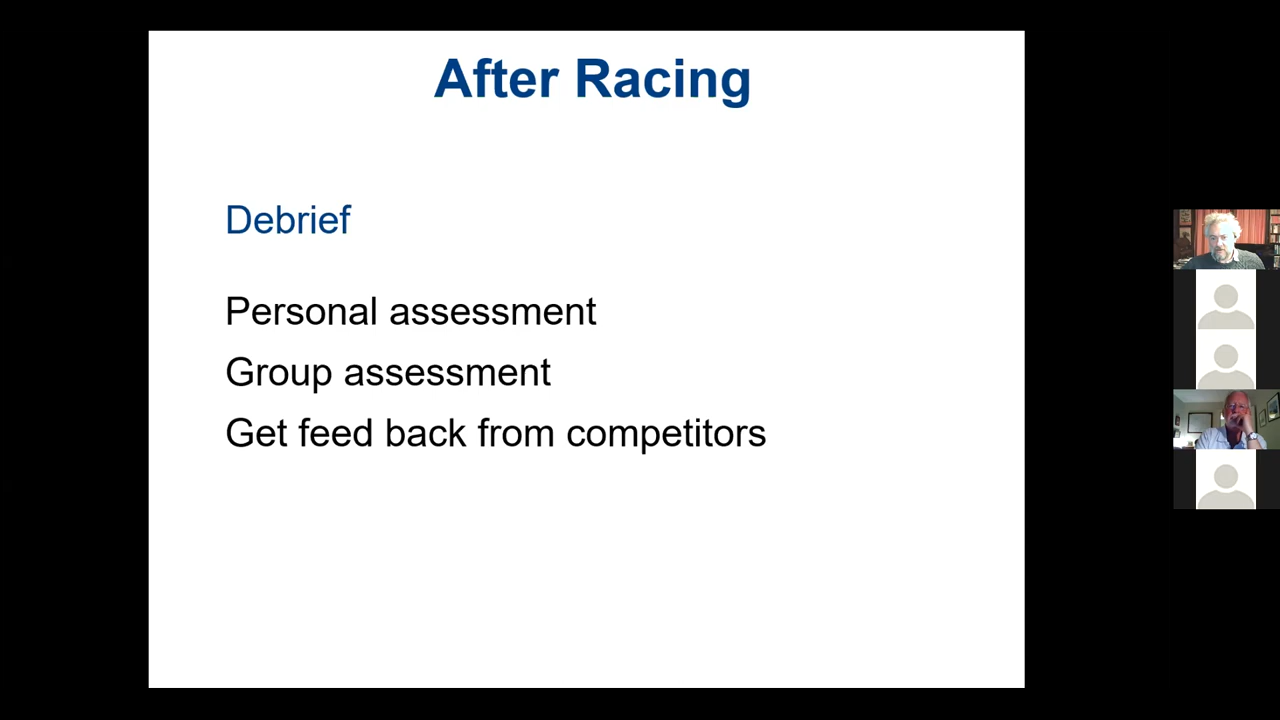 After Racing
Debrief
Personal assessment
Group assessment
Get feed back from competitors